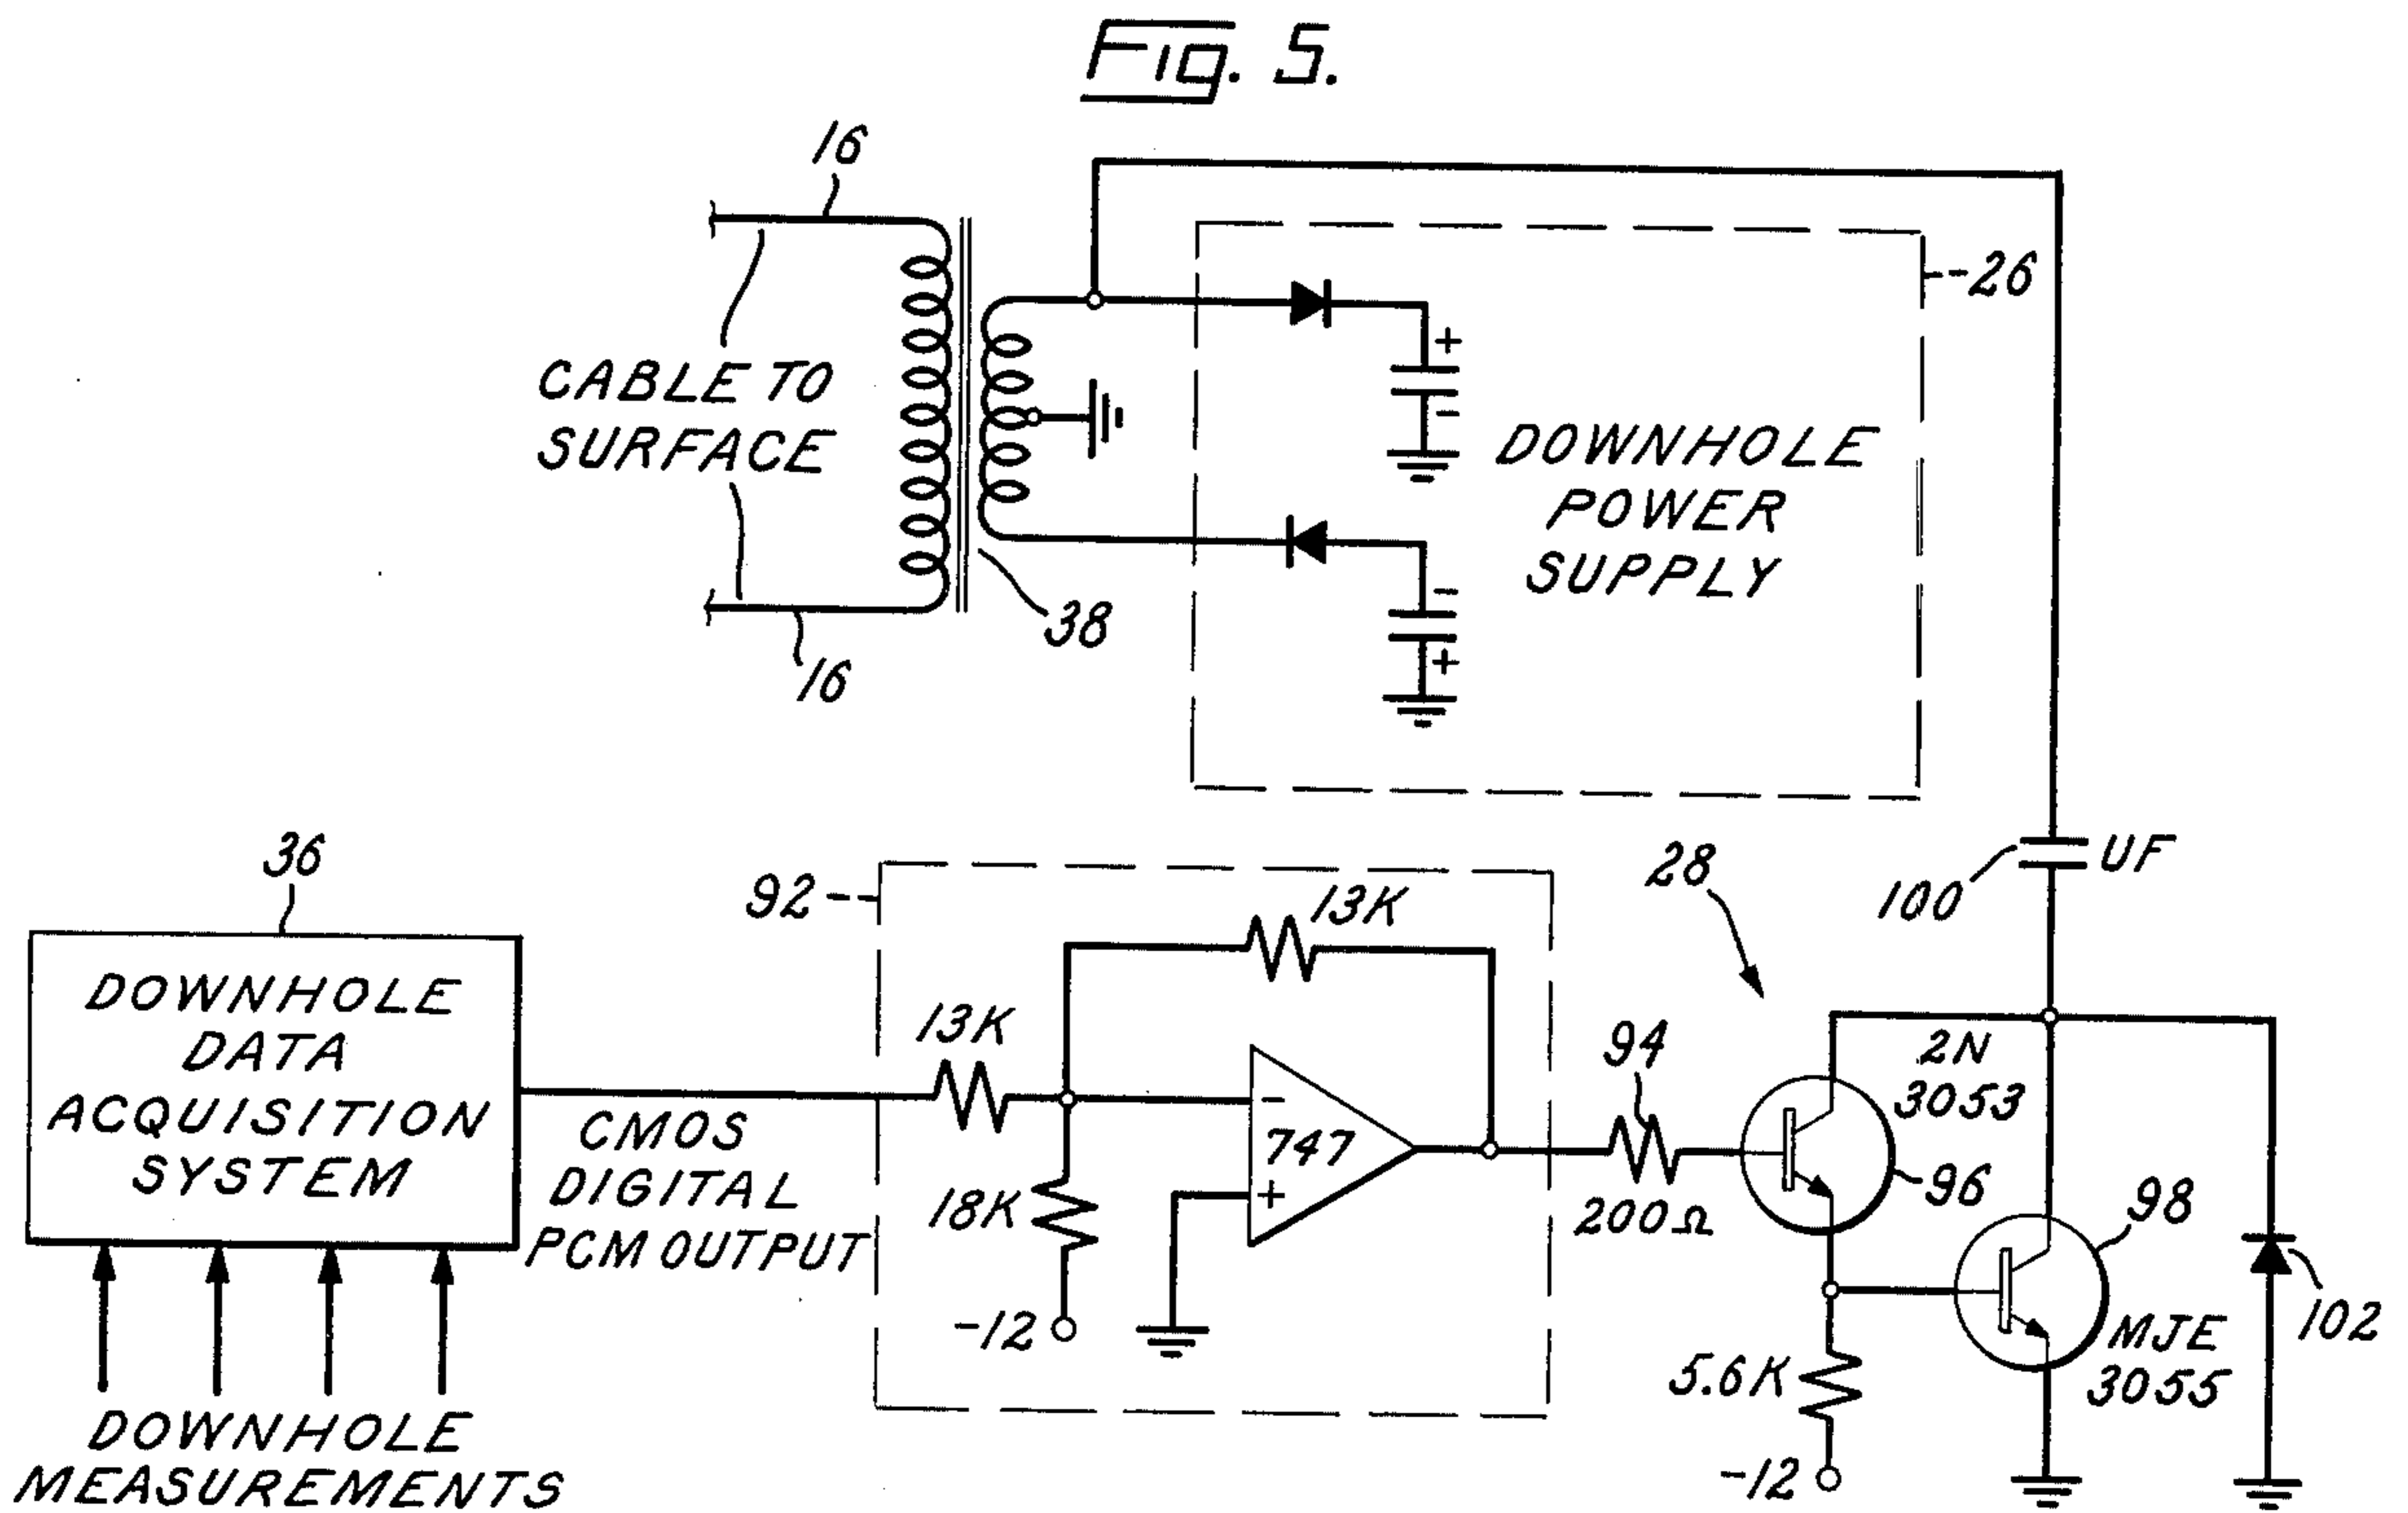 Fig. 5.
16
CABLE TO
SURFACE
16
38
+
-
-
+
DOWNHOLE
POWER
SUPPLY
26
36
DOWNHOLE
DATA
ACQUISITION
SYSTEM
DOWNHOLE
MEASUREMENTS
CMOS
DIGITAL
PCM OUTPUT
92
13K
13K
18K
-12
-
747
+
94
200Ω
28
100
UF
2N
3053
96
98
MJE
3055
5.6K
-12
102